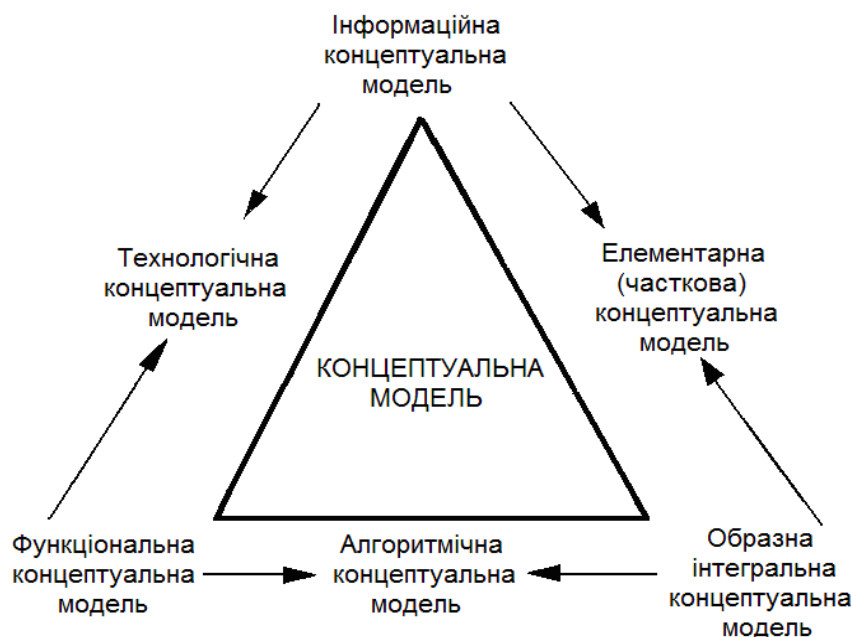 Інформаційна
концептуальна
модель
Технологічна
концептуальна
модель
Елементарна
(часткова)
концептуальна
модель
КОНЦЕПТУАЛЬНА
МОДЕЛЬ
Функціональна
концептуальна
модель
Алгоритмічна
концептуальна
модель
Образна
інтегральна
концептуальна
модель